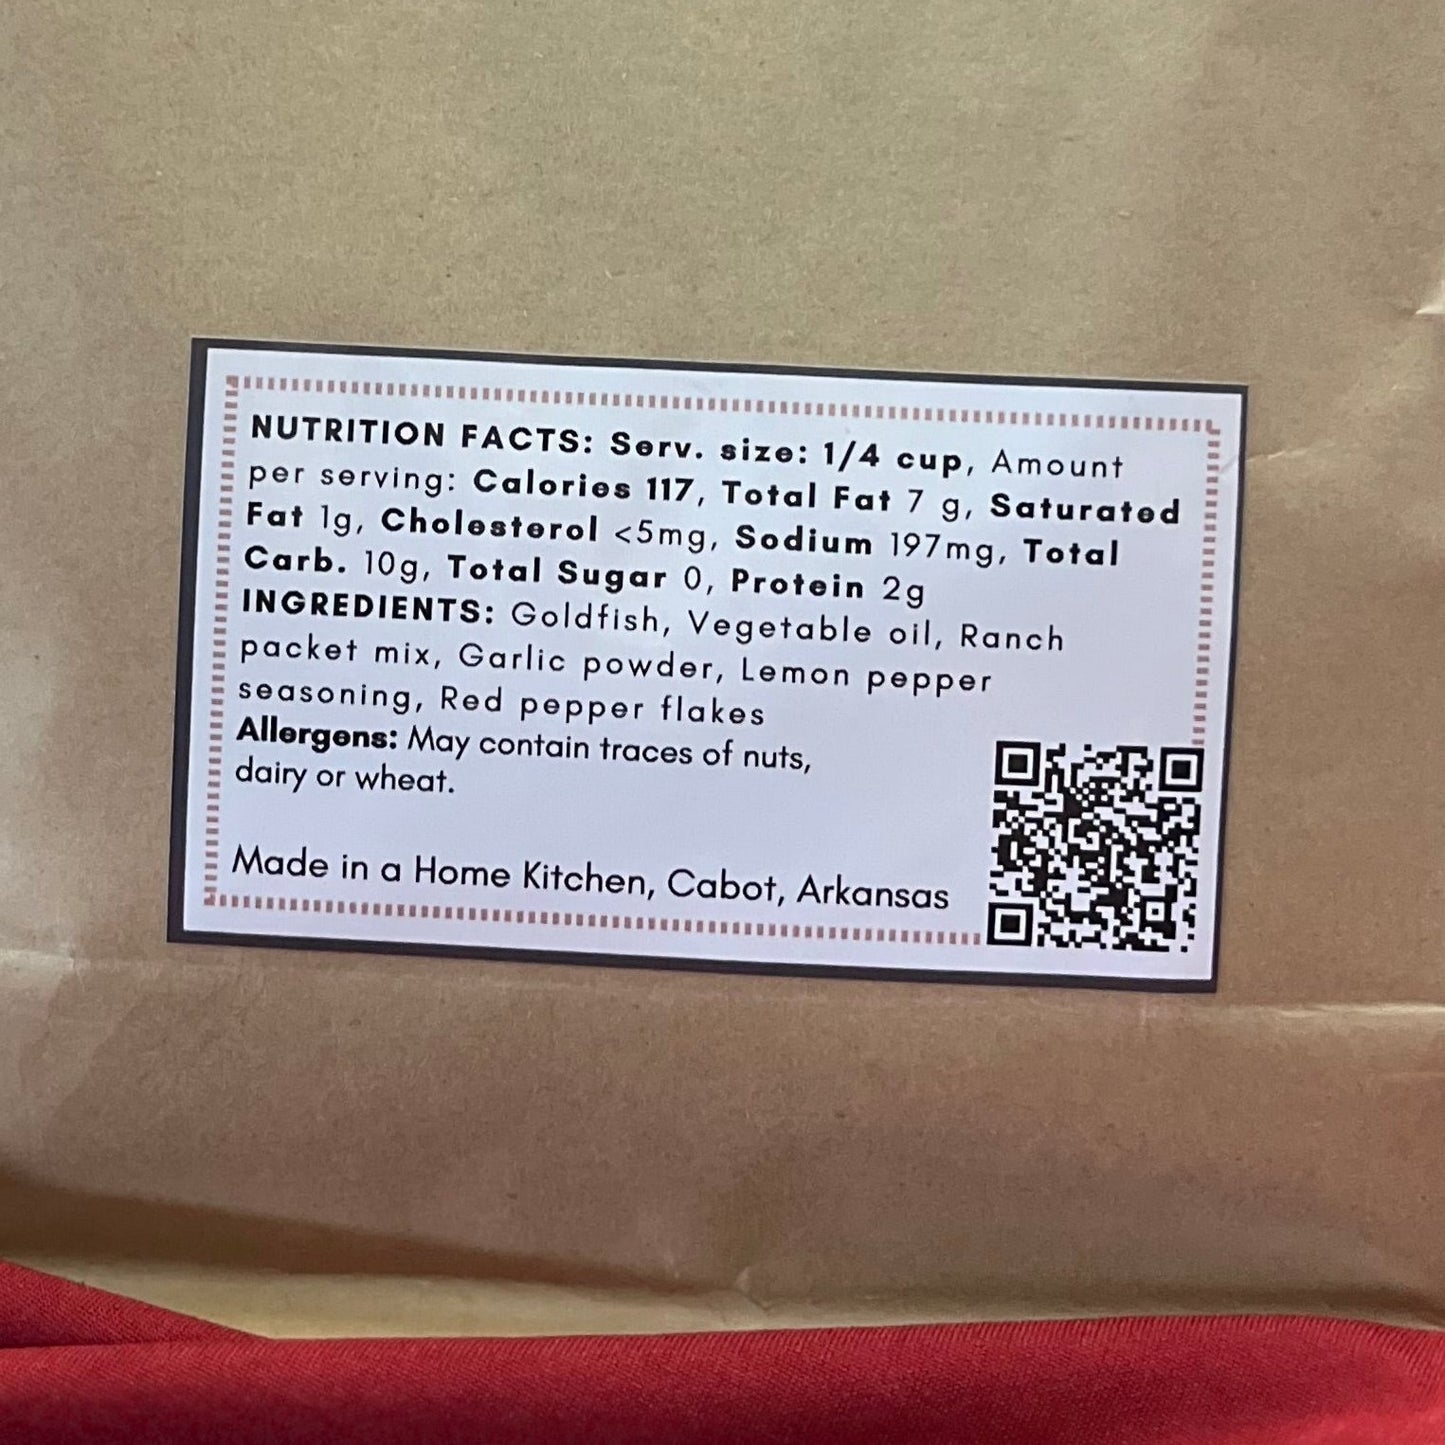 NUTRITION FACTS: Serv. size: 1/4 cup, Amount
per serving: Calories 117, Total Fat 7 g, Saturated
Fat 1g, Cholesterol <5mg, Sodium 197mg, Total
Carb. 10g, Total Sugar 0, Protein 2g
INGREDIENTS: Goldfish, Vegetable oil, Ranch
packet mix, Garlic powder, Lemon pepper
seasoning, Red pepper flakes
Allergens: May contain traces of nuts,
dairy or wheat.
Made in a Home Kitchen, Cabot, Arkansas